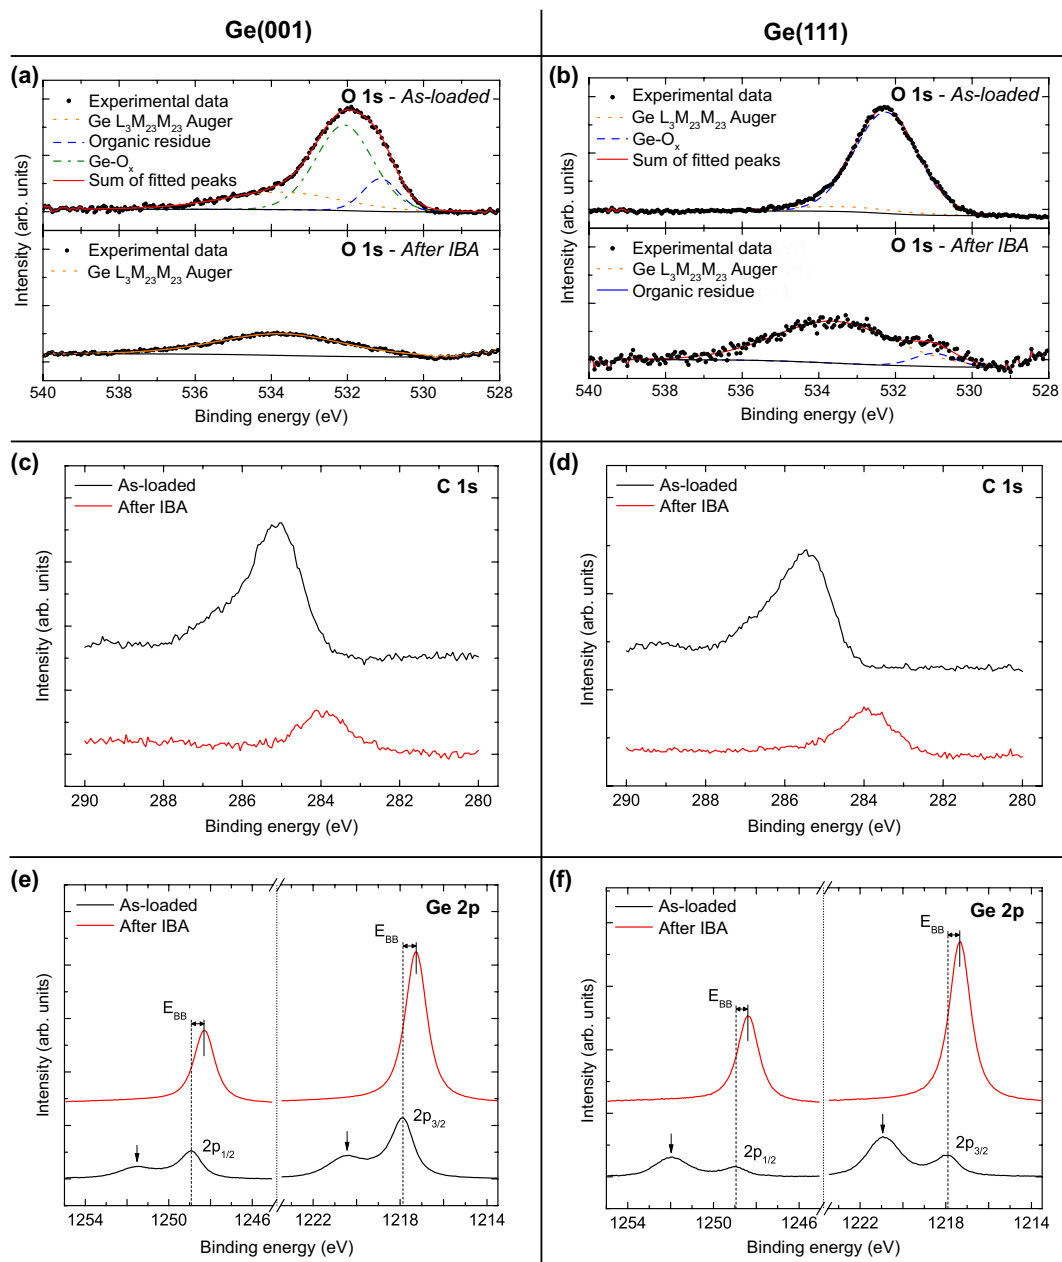 Ge(001)
Ge(111)
(a)
O 1s - As-loaded
Experimental data
Ge L3M23M23 Auger
Organic residue
Ge-Ox
Sum of fitted peaks
O 1s - After IBA
Experimental data
Ge L3M23M23 Auger
Intensity (arb. units)
540 538 536 534 532 530 528
Binding energy (eV)
(b)
O 1s - As-loaded
Experimental data
Ge L3M23M23 Auger
Ge-Ox
Sum of fitted peaks
O 1s - After IBA
Experimental data
Ge L3M23M23 Auger
Organic residue
Intensity (arb. units)
540 538 536 534 532 530 528
Binding energy (eV)
(c)
As-loaded
After IBA
C 1s
Intensity (arb. units)
290 288 286 284 282 280
Binding energy (eV)
(d)
As-loaded
After IBA
C 1s
Intensity (arb. units)
290 288 286 284 282 280
Binding energy (eV)
(e)
As-loaded
After IBA
Ge 2p
EBB
EBB
2p1/2
2p3/2
Intensity (arb. units)
1254 1250 1246 1222 1218 1214
Binding energy (eV)
(f)
As-loaded
After IBA
Ge 2p
EBB
EBB
2p1/2
2p3/2
Intensity (arb. units)
1254 1250 1246 1222 1218 1214
Binding energy (eV)